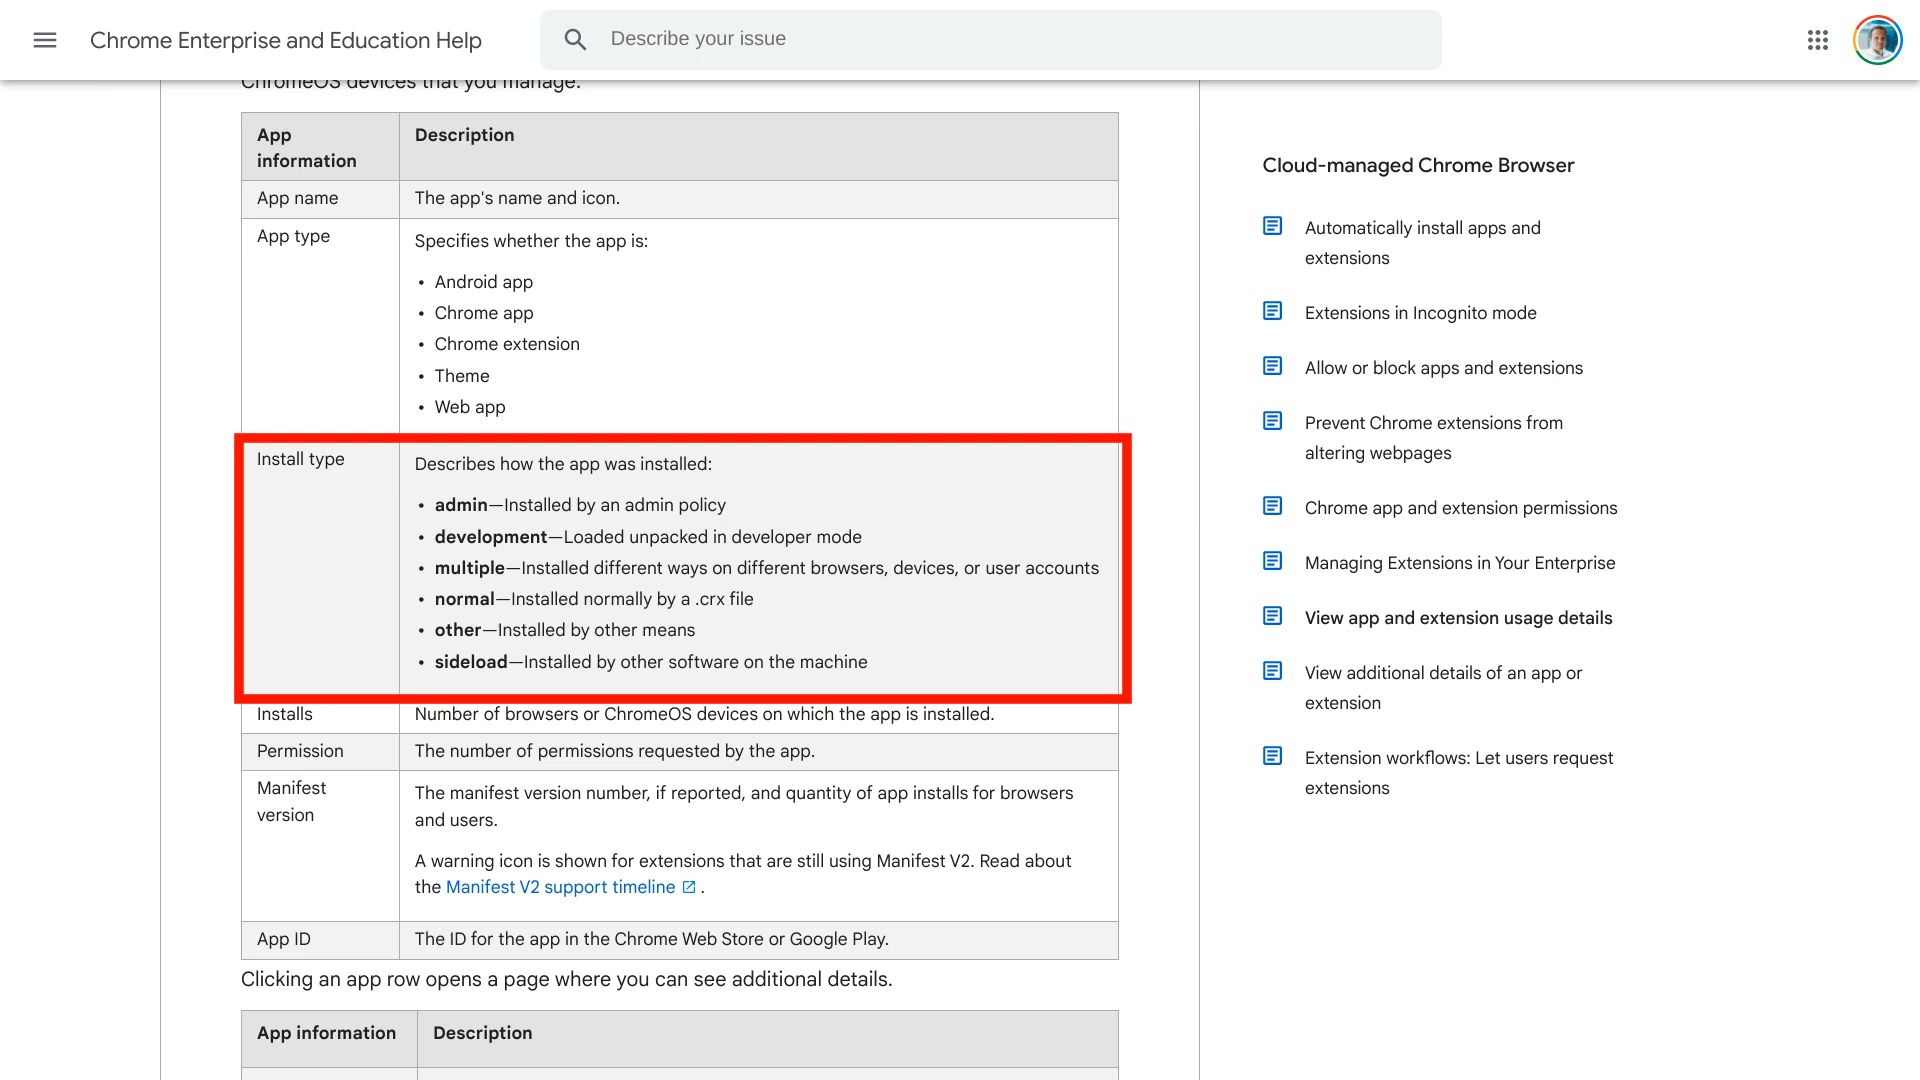 Chrome Enterprise and Education Help
Describe your issue
ChromeOS devices that you manage.
App
information
Description
App name
The app's name and icon.
App type
Specifies whether the app is:
• Android app
• Chrome app
• Chrome extension
• Theme
• Web app
Install type
Describes how the app was installed:
• admin—Installed by an admin policy
• development—Loaded unpacked in developer mode
• multiple—Installed different ways on different browsers, devices, or user accounts
• normal—Installed normally by a .crx file
• other—Installed by other means
• sideload—Installed by other software on the machine
Installs
Number of browsers or ChromeOS devices on which the app is installed.
Permission
The number of permissions requested by the app.
Manifest
version
The manifest version number, if reported, and quantity of app installs for browsers
and users.
A warning icon is shown for extensions that are still using Manifest V2. Read about
the Manifest V2 support timeline .
App ID
The ID for the app in the Chrome Web Store or Google Play.
Clicking an app row opens a page where you can see additional details.
App information
Description
Cloud-managed Chrome Browser
Automatically install apps and
extensions
Extensions in Incognito mode
Allow or block apps and extensions
Prevent Chrome extensions from
altering webpages
Chrome app and extension permissions
Managing Extensions in Your Enterprise
View app and extension usage details
View additional details of an app or
extension
Extension workflows: Let users request
extensions